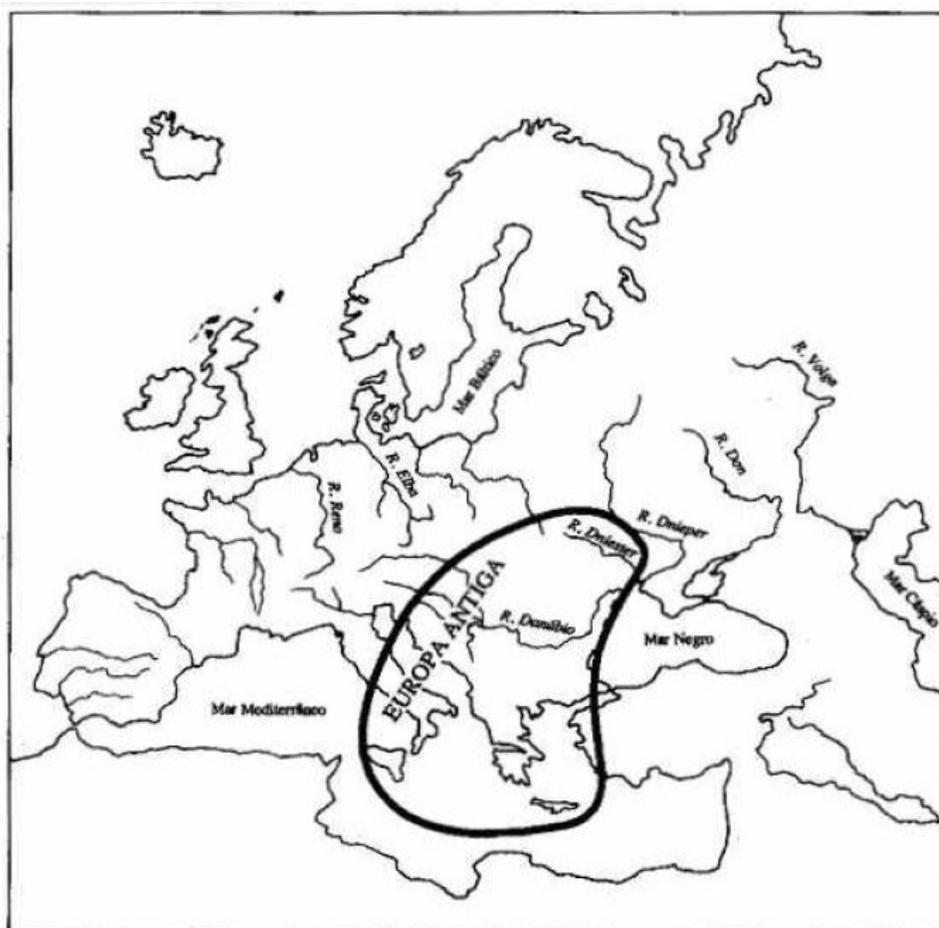 Mar Báltico
R. Volga
R. Don
R. Elba
R. Reno
R. Dnieper
R. Dniester
EUROPA ANTIGA
R. Danúbio
Mar Cáspio
Mar Negro
Mar Mediterrâneo